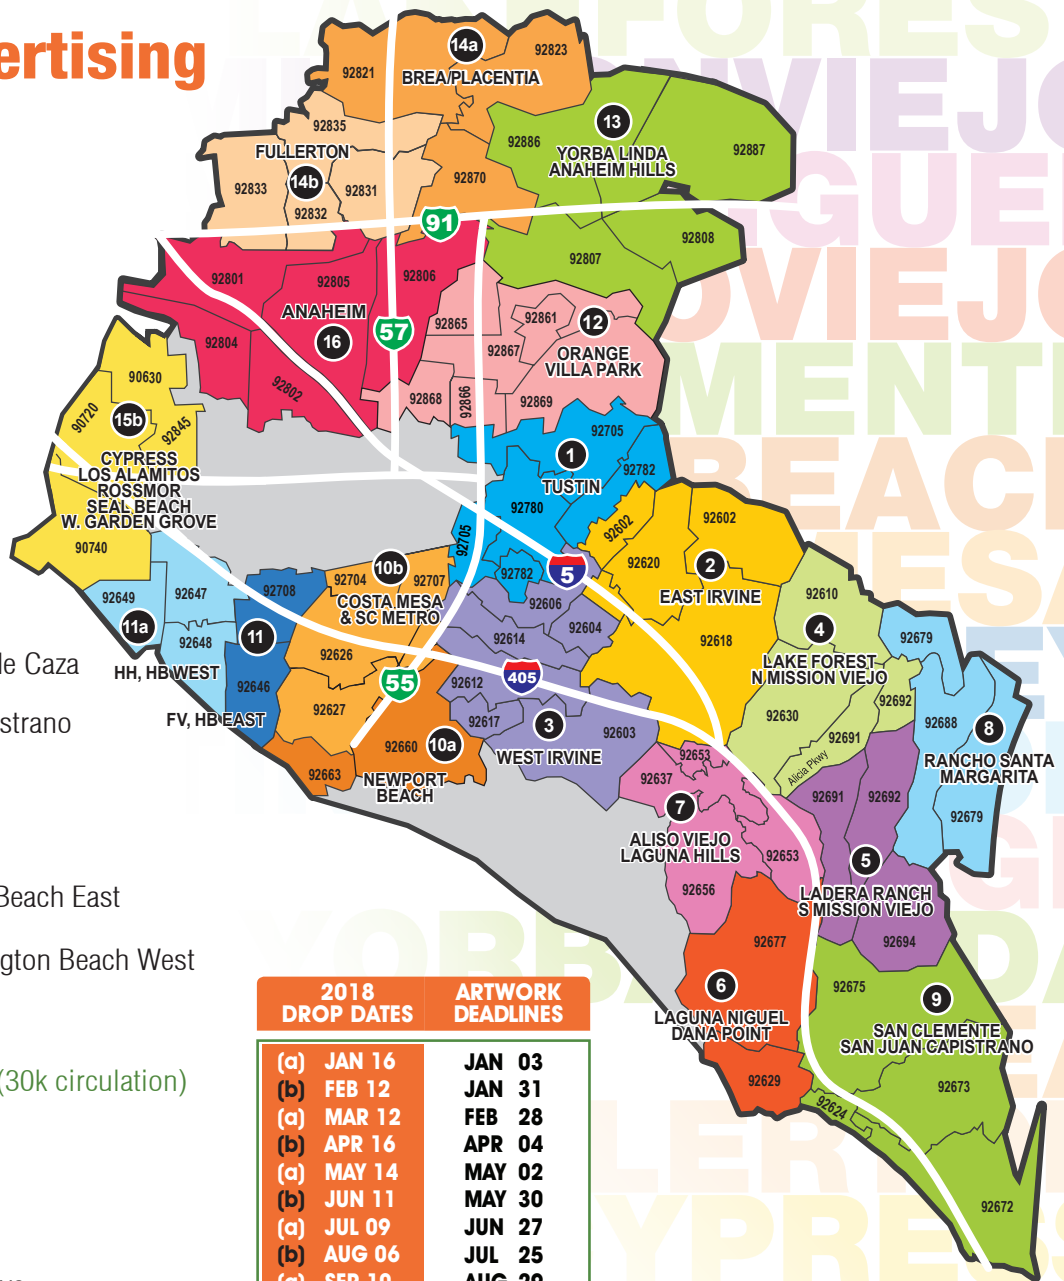 ertising
14a
92821
92823
BREA/PLACENTIA
92835
FULLERTON
92833
14b
92831
92832
92870
13
92886
YORBA LINDA
ANAHEIM HILLS
92887
91
92808
92807
92801
92805
92806
ANAHEIM
16
57
92804
92802
92865
92861
12
92867
ORANGE
VILLA PARK
92868
92866
92869
90630
90720
15b
92845
CYPRESS
LOS ALAMITOS
ROSSMOR
SEAL BEACH
W. GARDEN GROVE
90740
92705
1
92782
TUSTIN
92780
92705
92782
5
92602
92602
92620
2
EAST IRVINE
92618
92649
92647
11a
92648
HH, HB WEST
92708
11
92646
FV, HB EAST
92704
10b
92707
COSTA MESA
& SC METRO
92626
55
92627
92660
10a
92663
NEWPORT
BEACH
92606
92604
92614
405
92612
92617
3
92603
WEST IRVINE
92610
4
LAKE FOREST
N MISSION VIEJO
92630
92692
92691
Alicia Pkwy
92679
92688
8
RANCHO SANTA
MARGARITA
92679
92653
92637
7
ALISO VIEJO
LAGUNA HILLS
92653
92656
92691
92692
5
LADERA RANCH
S MISSION VIEJO
92694
92677
6
LAGUNA NIGUEL
DANA POINT
92629
92675
9
SAN CLEMENTE
SAN JUAN CAPISTRANO
92673
92624
92672
le Caza
strano
Beach East
gton Beach West
(30k circulation)
2018
DROP DATES
ARTWORK
DEADLINES
(a) JAN 16 JAN 03
(b) FEB 12 JAN 31
(a) MAR 12 FEB 28
(b) APR 16 APR 04
(a) MAY 14 MAY 02
(b) JUN 11 MAY 30
(a) JUL 09 JUN 27
(b) AUG 06 JUL 25
(a) SEP 10 AUG 29